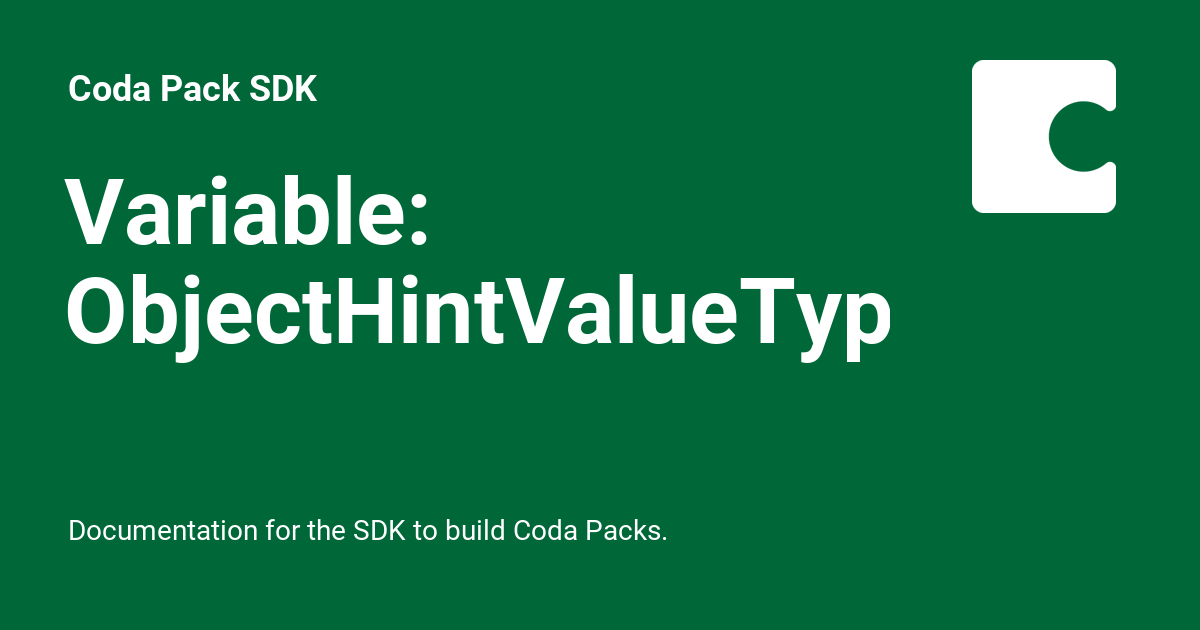 Coda Pack SDK
Variable:
ObjectHintValueTyp
Documentation for the SDK to build Coda Packs.